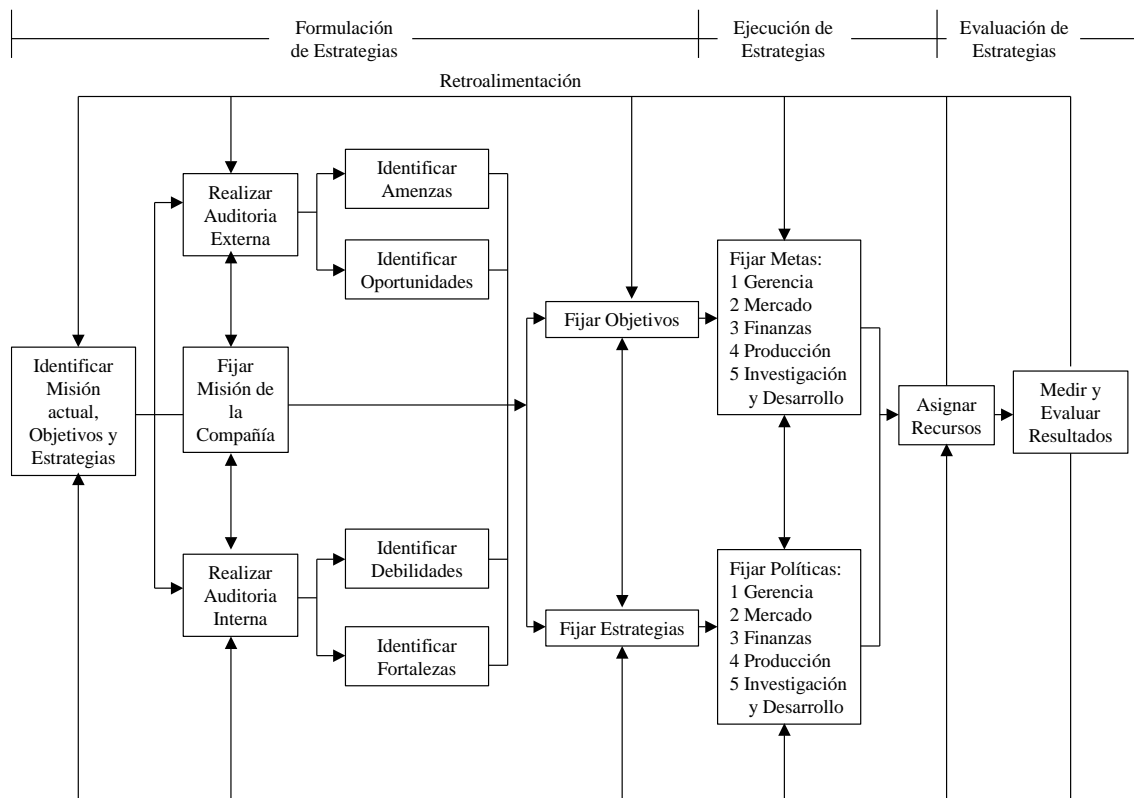 Formulación
de Estrategias
Ejecución de
Estrategias
Evaluación de
Estrategias
Retroalimentación
Identificar
Misión
actual,
Objetivos y
Estrategias
Realizar
Auditoria
Externa
Fijar
Misión de
la
Compañía
Realizar
Auditoria
Interna
Identificar
Amenzas
Identificar
Oportunidades
Identificar
Debilidades
Identificar
Fortalezas
Fijar Objetivos
Fijar Estrategias
Fijar Metas:
1 Gerencia
2 Mercado
3 Finanzas
4 Producción
5 Investigación
y Desarrollo
Fijar Políticas:
1 Gerencia
2 Mercado
3 Finanzas
4 Producción
5 Investigación
y Desarrollo
Asignar
Recursos
Medir y
Evaluar
Resultados